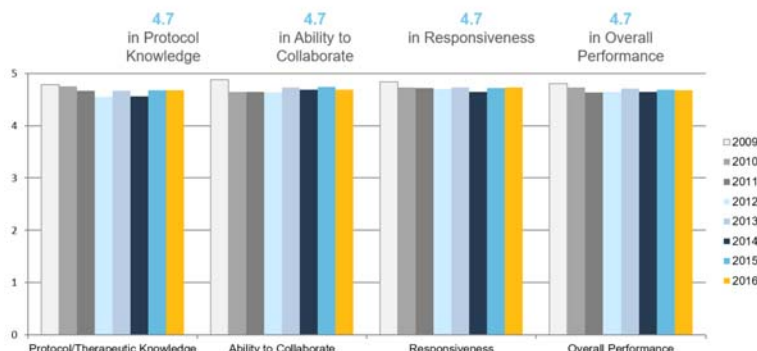 4.7
in Protocol
Knowledge
4.7
in Ability to
Collaborate
4.7
in Responsiveness
4.7
in Overall
Performance
5
4
3
2
1
0
Protocol/Therapeutic Knowledge
Ability to Collaborate
Responsiveness
Overall Performance
2009
2010
2011
2012
2013
2014
2015
2016